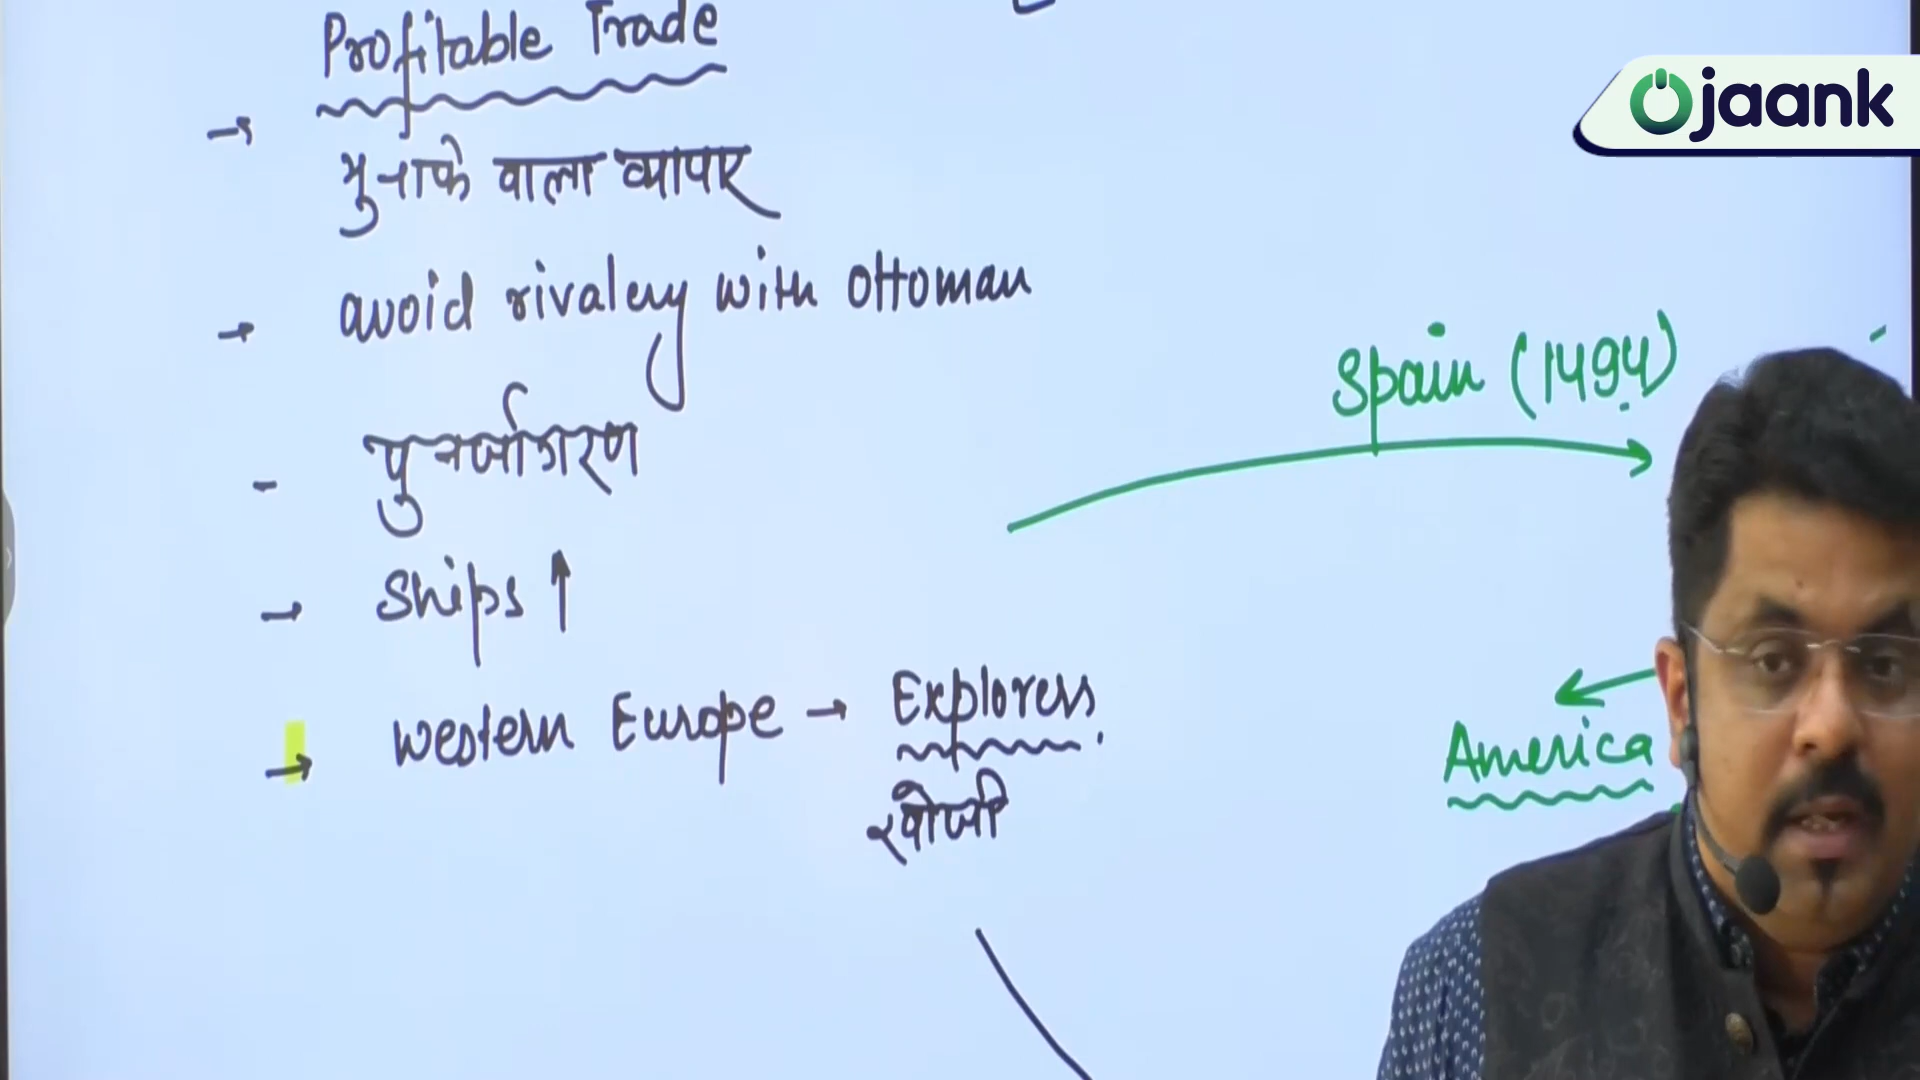 Profitable Trade
मुनाफे वाला व्यापार
avoid rivalry with ottoman
पुनर्जागरण
Ships ↑
western Europe → Explorers
खोजी
Spain (1494)
America
Ojaank